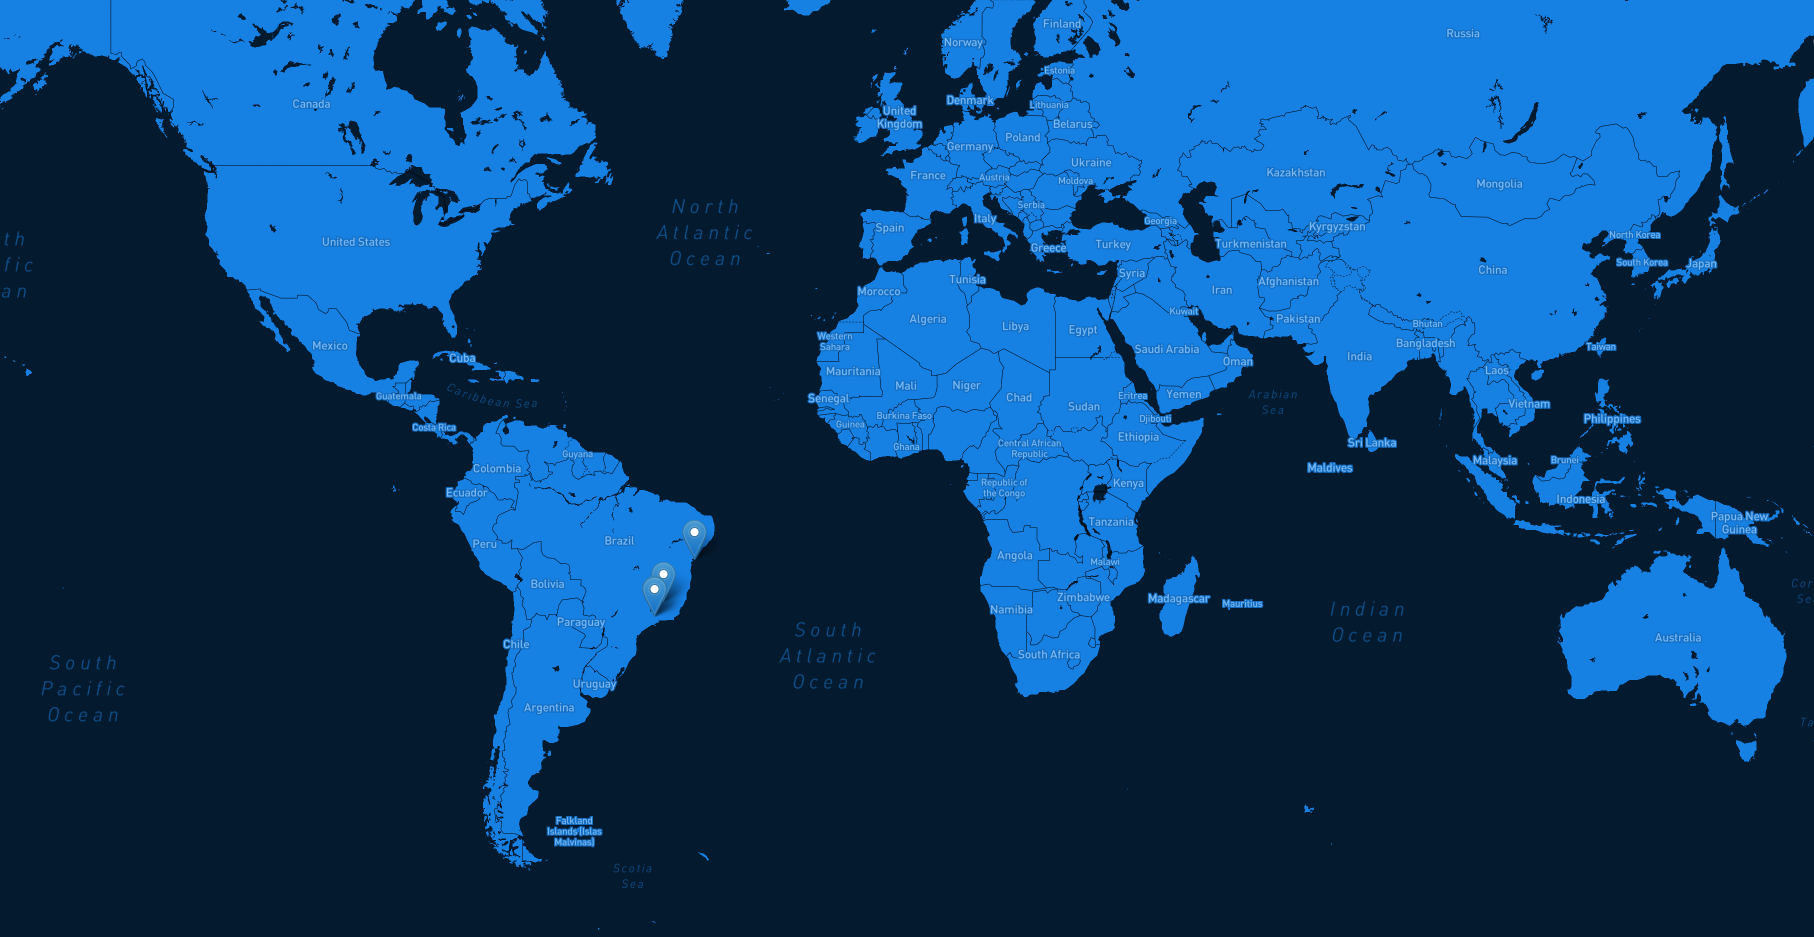 Finland
Russia
Norway
Estonia
Canada
Denmark
Lithuania
United
Kingdom
Belarus
Poland
Germany
Ukraine
France
Austria
Moldova
Kazakhstan
Mongolia
North
Atlantic
Ocean
Serbia
Italy
Georgia
Spain
Kyrgyzstan
North Korea
th
fic
an
United States
Greece
Turkey
Turkmenistan
South Korea
Japan
China
Tunisia
Syria
Afghanistan
Iran
Morocco
Kuwait
Algeria
Libya
Egypt
Pakistan
Bhutan
Western
Sahara
Mexico
Cuba
Saudi Arabia
Oman
India
Bangladesh
Taiwan
Mauritania
Mali
Niger
Laos
Caribbean Sea
Guatemala
Senegal
Chad
Sudan
Eritrea
Yemen
Arabian
Sea
Vietnam
Philippines
Costa Rica
Guinea
Burkina Faso
Djibouti
Ethiopia
Ghana
Central African
Republic
Sri Lanka
Guyana
Colombia
Maldives
Malaysia
Brunei
Ecuador
Republic of
the Congo
Kenya
Indonesia
Tanzania
Papua New
Guinea
Peru
Brazil
Angola
Malawi
Bolivia
Cor
Se
Namibia
Zimbabwe
Madagascar
Mauritius
Indian
Ocean
Paraguay
South
Atlantic
Ocean
Chile
South Africa
Australia
South
Pacific
Ocean
Uruguay
Argentina
Ta
Falkland
Islands (Islas
Malvinas)
Scotia
Sea